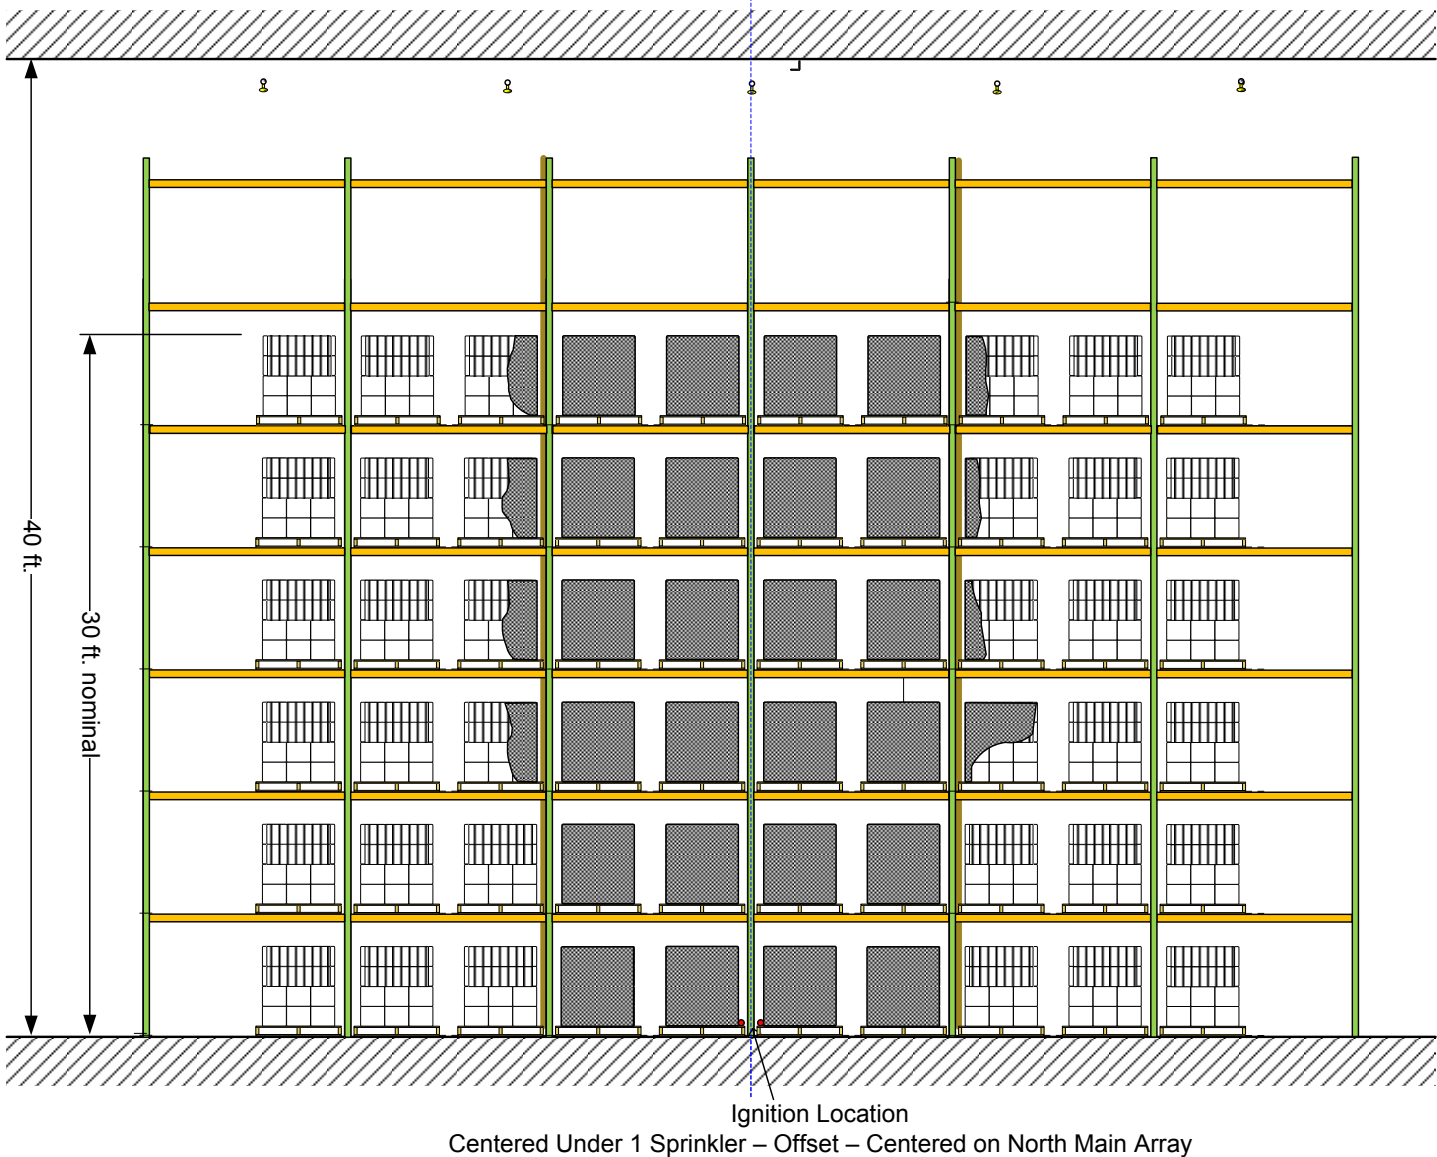 40 ft.
30 ft. nominal
Ignition Location
Centered Under 1 Sprinkler – Offset – Centered on North Main Array